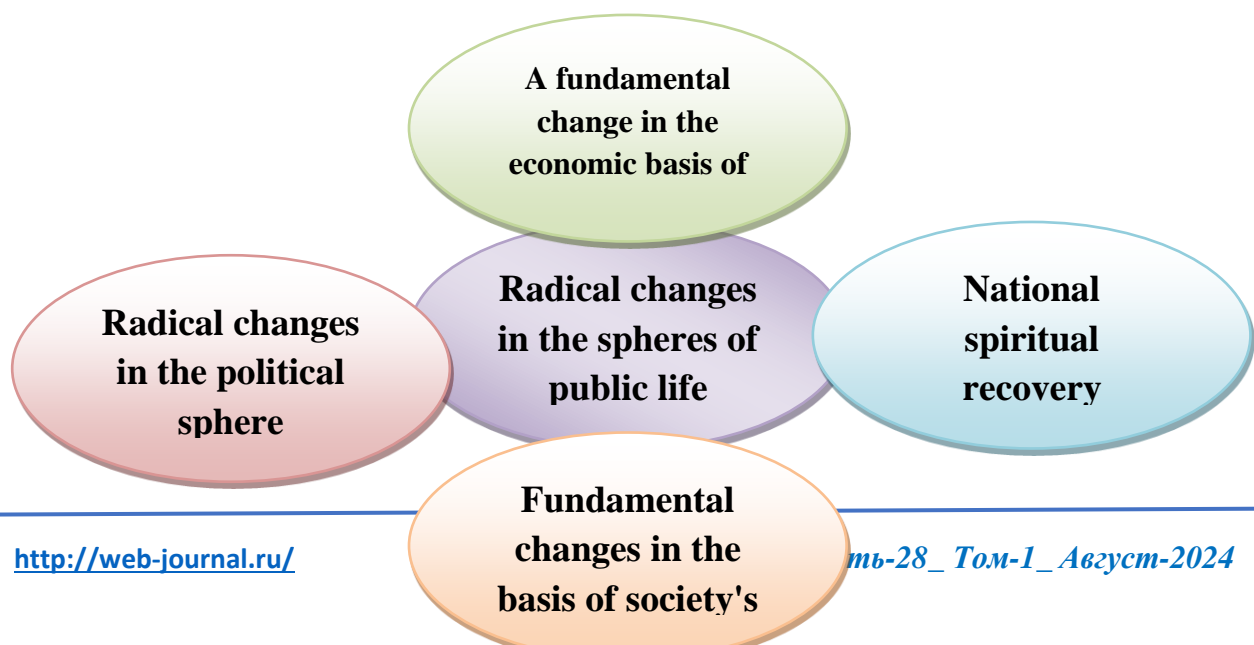 A fundamental
change in the
economic basis of
Radical changes
in the spheres of
public life
National
spiritual
recovery
Radical changes
in the political
sphere
Fundamental
changes in the
basis of society's
http://web-journal.ru/
ть-28_ Том-1_ Август-2024